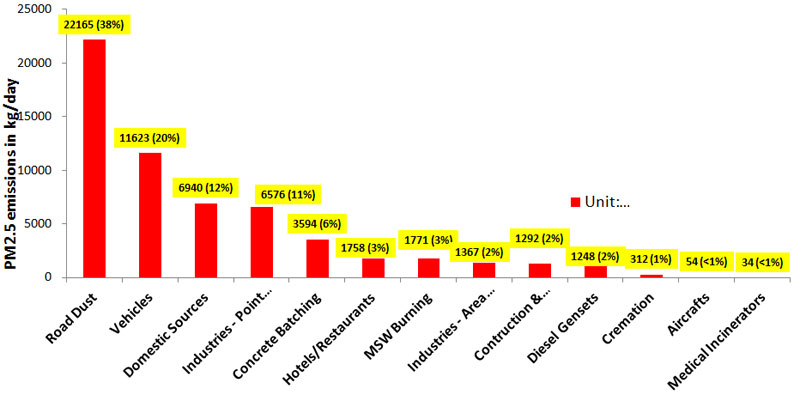 PM2.5 emissions in kg/day
25000
20000
15000
10000
5000
0
22165 (38%)
11623 (20%)
6940 (12%)
6576 (11%)
3594 (6%)
1758 (3%)
1771 (3%)
1367 (2%)
1292 (2%)
1248 (2%)
312 (1%)
54 (<1%)
34 (<1%)
Unit:...
Road Dust
Vehicles
Domestic Sources
Industries - Point...
Concrete Batching
Hotels/Restaurants
MSW Burning
Industries - Area...
Contruction &...
Diesel Gensets
Cremation
Aircrafts
Medical Incinerators